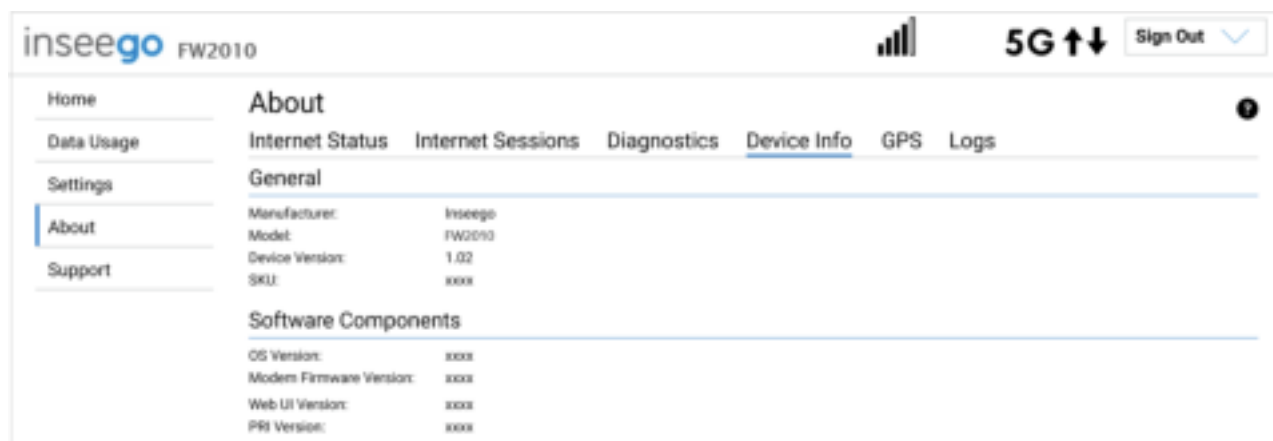 inseego FW2010
5G
Sign Out
Home
Data Usage
Settings
About
Support
About
?
Internet Status Internet Sessions Diagnostics Device Info GPS Logs
General
Manufacturer: Inseego
Model: FW2010
Device Version: 1.02
SKU: xxxx
Software Components
OS Version: xxxx
Modem Firmware Version: xxxx
Web UI Version: xxxx
PRI Version: xxxx